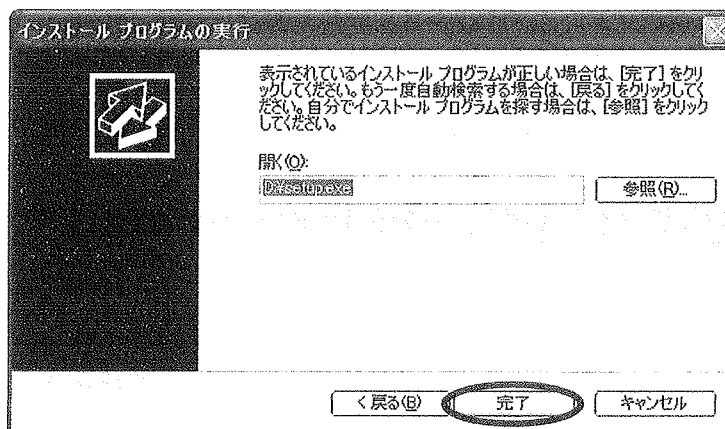 インストール プログラムの実行
表示されているインストール プログラムが正しい場合は、[完了] をクリ
ックしてください。もう一度自動検索する場合は、[戻る] をクリックしてく
ださい。自分でインストール プログラムを探す場合は、[参照] をクリック
してください。
開く(O):
D:¥setup.exe
参照(R)...
< 戻る(B)
完了
キャンセル